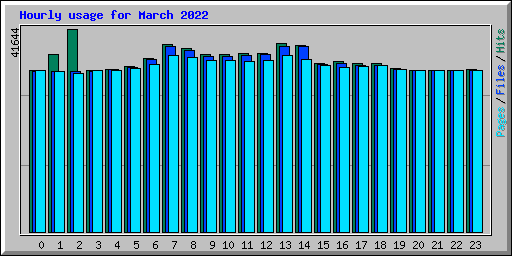 Hourly usage for March 2022
41644
Pages/Files/Hits
0 1 2 3 4 5 6 7 8 9 10 11 12 13 14 15 16 17 18 19 20 21 22 23